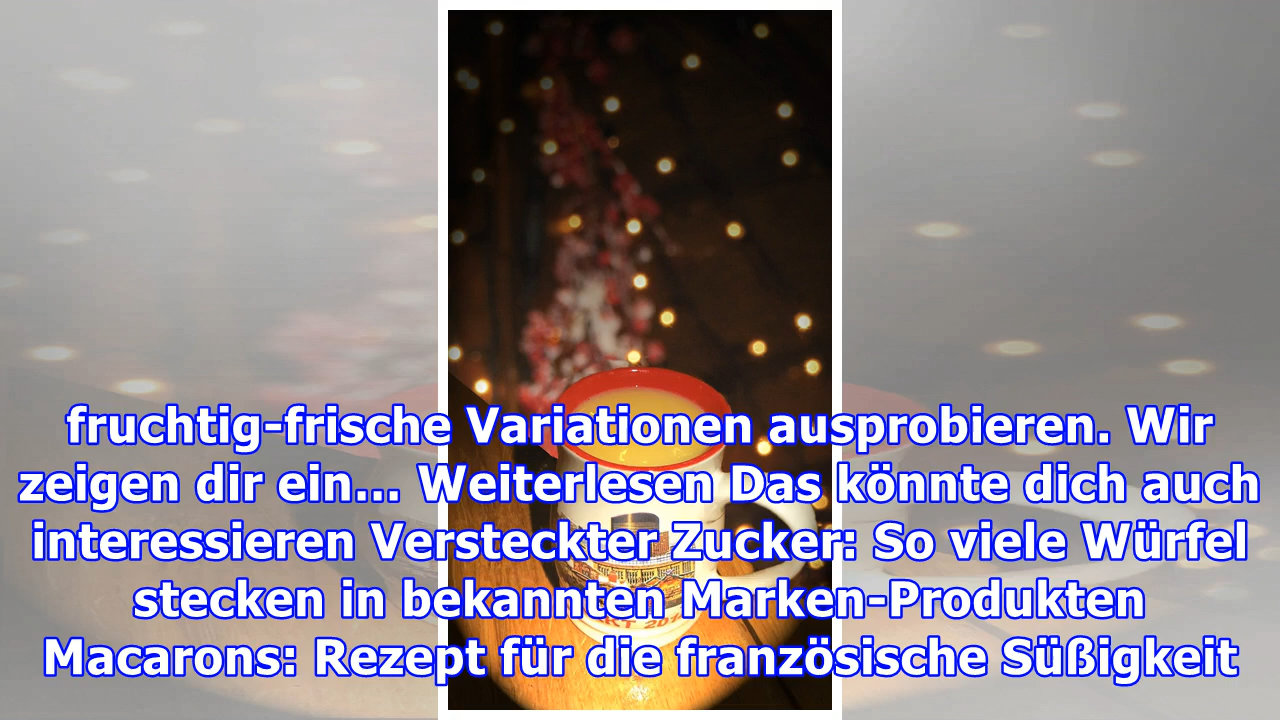 fruchtig-frische Variationen ausprobieren. Wir
zeigen dir ein... Weiterlesen Das könnte dich auch
interessieren Versteckter Zucker: So viele Würfel
stecken in bekannten Marken-Produkten
Macarons: Rezept für die französische Süßigkeit